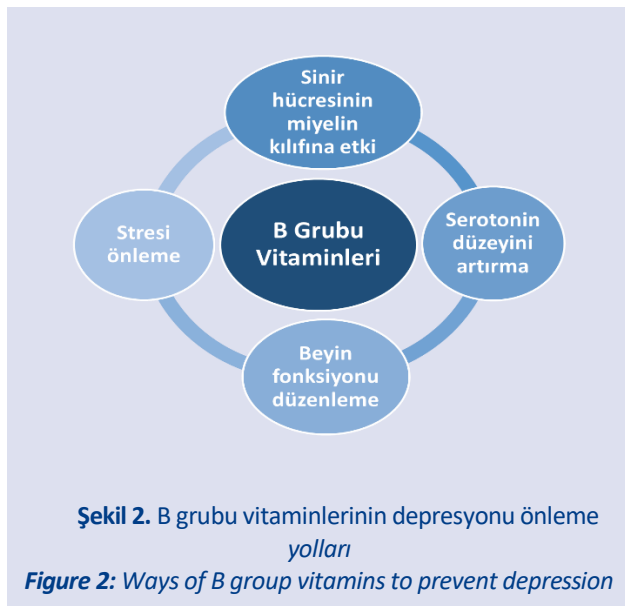 Sinir
hücresinin
miyelin
kılıfına etki
Stresi
önleme
B Grubu
Vitaminleri
Serotonin
düzeyini
artırma
Beyin
fonksiyonu
düzenleme
Şekil 2. B grubu vitaminlerinin depresyonu önleme
yolları
Figure 2: Ways of B group vitamins to prevent depression